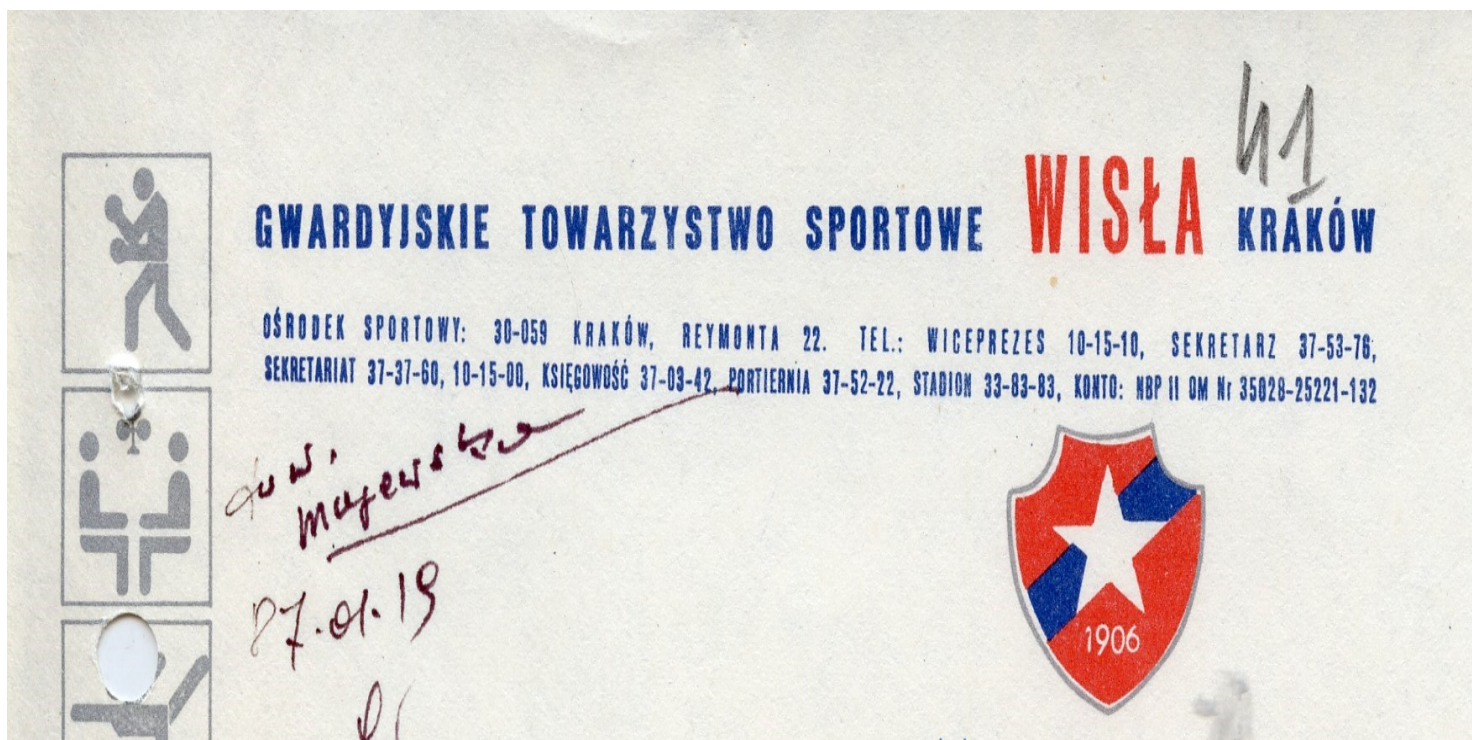 41
GWARDYJSKIE TOWARZYSTWO SPORTOWE WISŁA KRAKÓW
OŚRODEK SPORTOWY: 30-059 KRAKÓW, REYMONTA 22. TEL.: WICEPREZES 10-15-10, SEKRETARZ 37-53-76,
SEKRETARIAT 37-37-60, 10-15-00, KSIĘGOWOŚĆ 37-03-42, PORTIERNIA 37-52-22, STADION 33-83-83, KONTO: NBP II OM Nr 35028-25221-132
87.01.19
1906